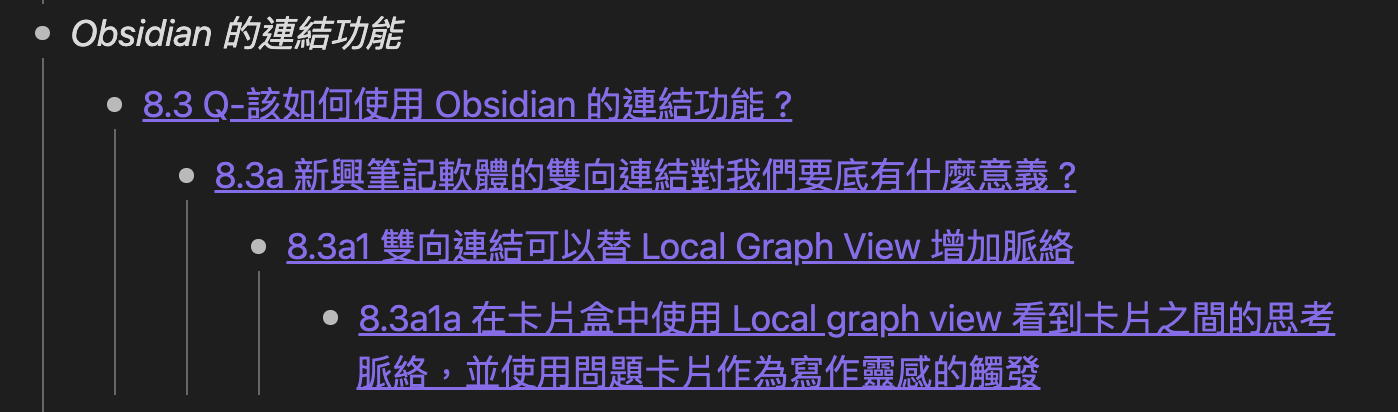 Obsidian 的連結功能
8.3 Q-該如何使用 Obsidian 的連結功能？
8.3a 新興筆記軟體的雙向連結對我們要底有什麼意義？
8.3a1 雙向連結可以替 Local Graph View 增加脈絡
8.3a1a 在卡片盒中使用 Local graph view 看到卡片之間的思考
脈絡，並使用問題卡片作為寫作靈感的觸發